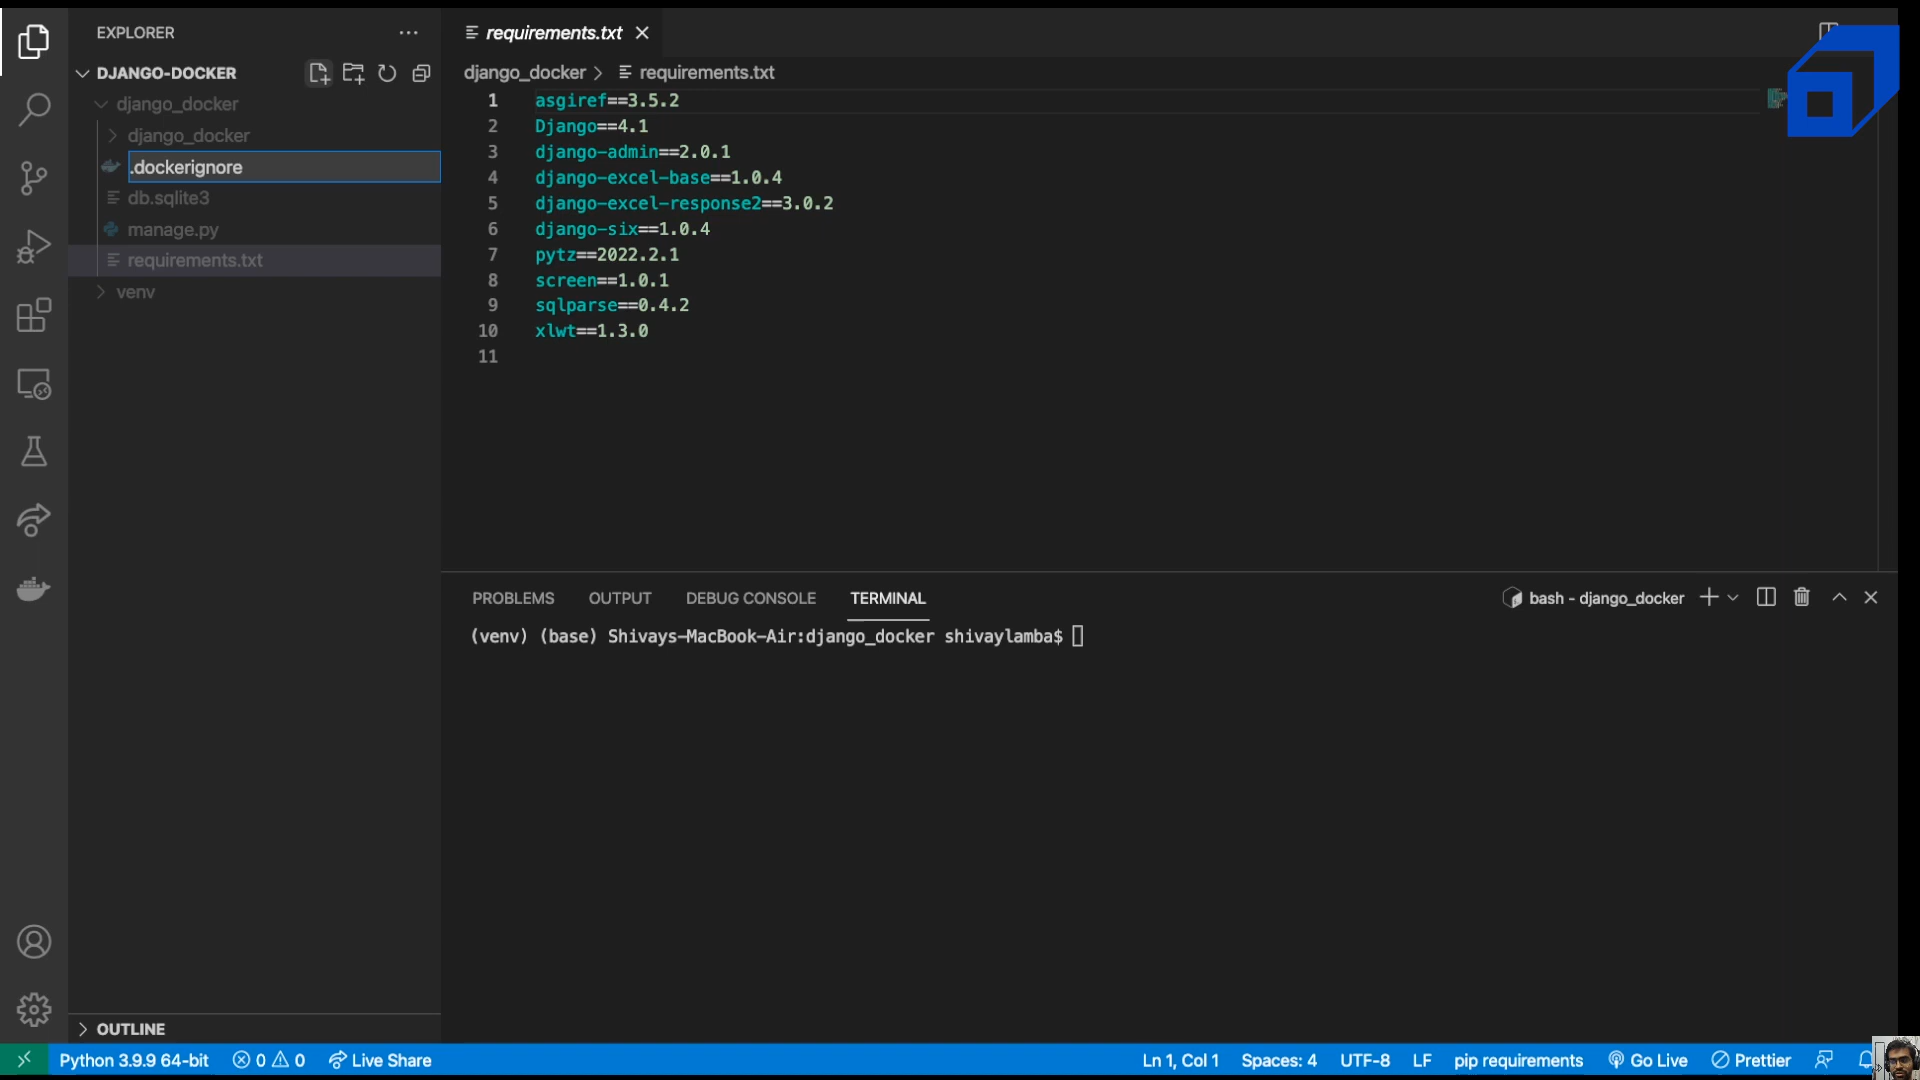 EXPLORER
DJANGO-DOCKER
django_docker
django_docker
.dockerignore
db.sqlite3
manage.py
requirements.txt
venv
OUTLINE
requirements.txt
django_docker > requirements.txt
1 asgiref==3.5.2
2 Django==4.1
3 django-admin==2.0.1
4 django-excel-base==1.0.4
5 django-excel-response2==3.0.2
6 django-six==1.0.4
7 pytz==2022.2.1
8 screen==1.0.1
9 sqlparse==0.4.2
10 xlwt==1.3.0
11
PROBLEMS OUTPUT DEBUG CONSOLE TERMINAL bash - django_docker
(venv) (base) Shivays-MacBook-Air:django_docker shivaylamba$
Python 3.9.9 64-bit 0 0 Live Share Ln 1, Col 1 Spaces: 4 UTF-8 LF pip requirements Go Live Prettier